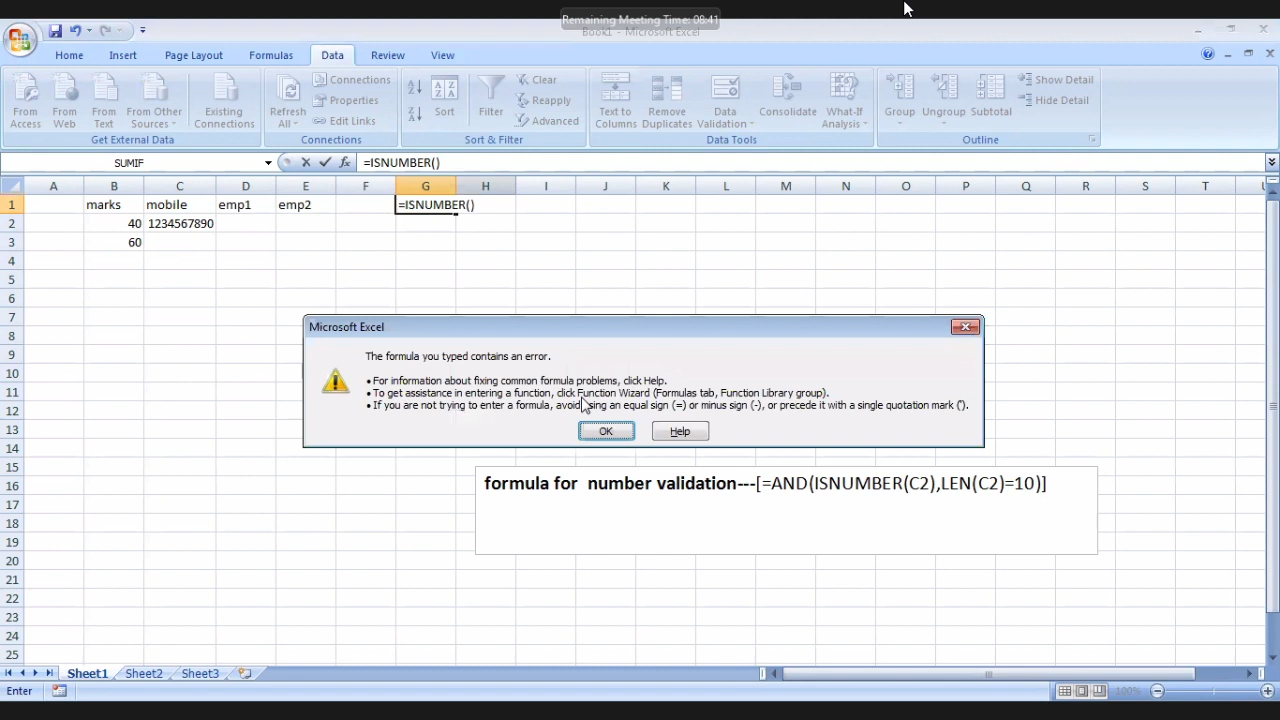 Remaining Meeting Time: 08:41
Book1 - Microsoft Excel
Home Insert Page Layout Formulas Data Review View
From Access From Web From Text From Other Sources Existing Connections
Refresh All Connections Properties Edit Links
Sort Filter Clear Reapply Advanced
Text to Columns Remove Duplicates Data Validation Consolidate What-If Analysis
Group Ungroup Subtotal Show Detail Hide Detail
Get External Data Connections Sort & Filter Data Tools Outline
SUMIF fx =ISNUMBER()
A B C D E F G H I J K L M N O P Q R S T U
1 marks mobile emp1 emp2 =ISNUMBER()
2 40 1234567890
3 60
4
5
6
7
8
9
10
11
12
13
14
15
16
17
18
19
20
21
22
23
24
25
Microsoft Excel
The formula you typed contains an error.
• For information about fixing common formula problems, click Help.
• To get assistance in entering a function, click Function Wizard (Formulas tab, Function Library group).
• If you are not trying to enter a formula, avoid using an equal sign (=) or minus sign (-), or precede it with a single quotation mark (').
OK Help
formula for number validation---[=AND(ISNUMBER(C2),LEN(C2)=10)]
Sheet1 Sheet2 Sheet3
Enter 100%